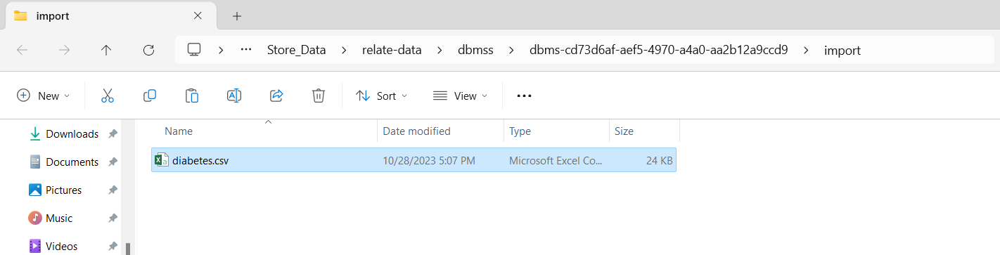 import
... Store_Data > relate-data > dbmss > dbms-cd73d6af-aef5-4970-a4a0-aa2b12a9ccd9 > import
New Sort View ...
Name Date modified Type Size
Downloads
diabetes.csv 10/28/2023 5:07 PM Microsoft Excel Co... 24 KB
Documents
Pictures
Music
Videos